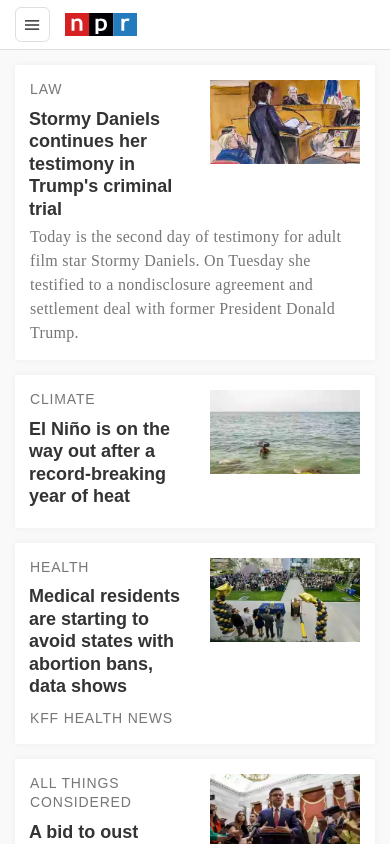 npr
LAW
Stormy Daniels
continues her
testimony in
Trump's criminal
trial
Today is the second day of testimony for adult
film star Stormy Daniels. On Tuesday she
testified to a nondisclosure agreement and
settlement deal with former President Donald
Trump.
CLIMATE
El Niño is on the
way out after a
record-breaking
year of heat
HEALTH
Medical residents
are starting to
avoid states with
abortion bans,
data shows
KFF HEALTH NEWS
ALL THINGS
CONSIDERED
A bid to oust